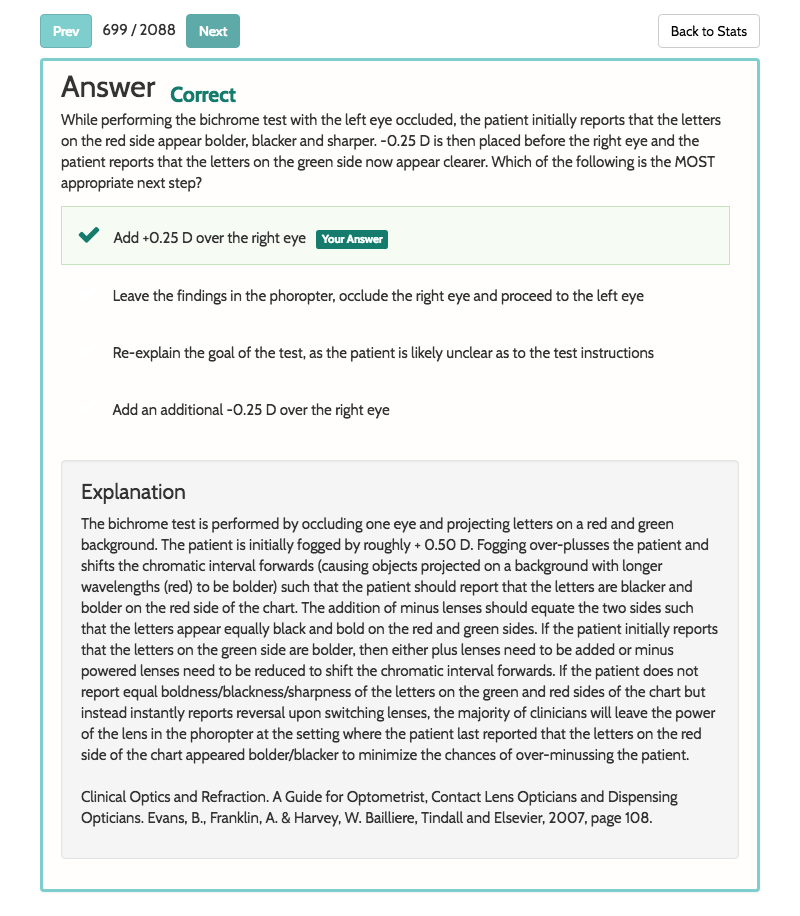 Prev 699 / 2088 Next Back to Stats
Answer Correct
While performing the bichrome test with the left eye occluded, the patient initially reports that the letters
on the red side appear bolder, blacker and sharper. -0.25 D is then placed before the right eye and the
patient reports that the letters on the green side now appear clearer. Which of the following is the MOST
appropriate next step?
Add +0.25 D over the right eye Your Answer
Leave the findings in the phoropter, occlude the right eye and proceed to the left eye
Re-explain the goal of the test, as the patient is likely unclear as to the test instructions
Add an additional -0.25 D over the right eye
Explanation
The bichrome test is performed by occluding one eye and projecting letters on a red and green
background. The patient is initially fogged by roughly + 0.50 D. Fogging over-plusses the patient and
shifts the chromatic interval forwards (causing objects projected on a background with longer
wavelengths (red) to be bolder) such that the patient should report that the letters are blacker and
bolder on the red side of the chart. The addition of minus lenses should equate the two sides such
that the letters appear equally black and bold on the red and green sides. If the patient initially reports
that the letters on the green side are bolder, then either plus lenses need to be added or minus
powered lenses need to be reduced to shift the chromatic interval forwards. If the patient does not
report equal boldness/blackness/sharpness of the letters on the green and red sides of the chart but
instead instantly reports reversal upon switching lenses, the majority of clinicians will leave the power
of the lens in the phoropter at the setting where the patient last reported that the letters on the red
side of the chart appeared bolder/blacker to minimize the chances of over-minussing the patient.
Clinical Optics and Refraction. A Guide for Optometrist, Contact Lens Opticians and Dispensing
Opticians. Evans, B., Franklin, A. & Harvey, W. Bailliere, Tindall and Elsevier, 2007, page 108.